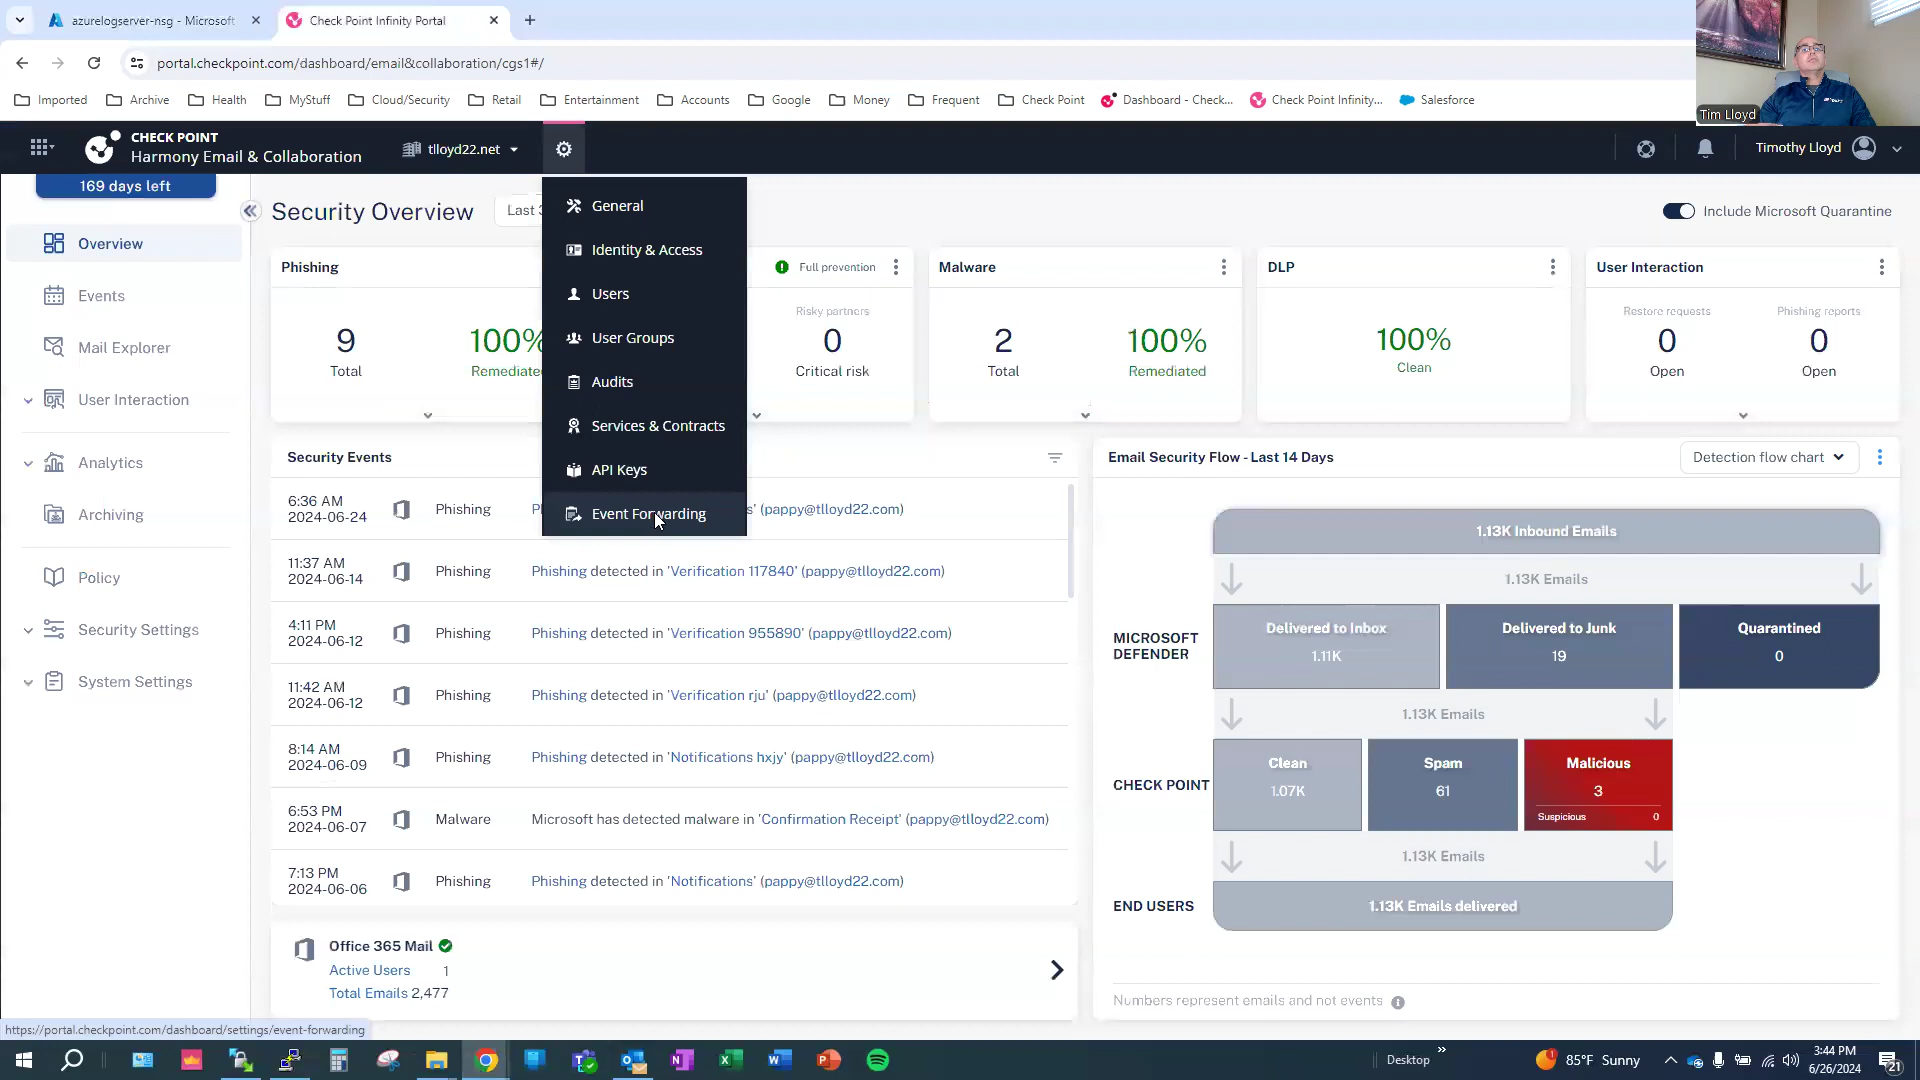 azurelogserver-nsg - Microsoft
Check Point Infinity Portal
portal.checkpoint.com/dashboard/email&collaboration/cgs1#/
Imported
Archive
Health
MyStuff
Cloud/Security
Retail
Entertainment
Accounts
Google
Money
Frequent
Check Point
Dashboard - Check...
Check Point Infinity...
Salesforce
Tim Lloyd
CHECK POINT
Harmony Email & Collaboration
tlloyd22.net
Timothy Lloyd
169 days left
Overview
Events
Mail Explorer
User Interaction
Analytics
Archiving
Policy
Security Settings
System Settings
Security Overview
Last 3
Include Microsoft Quarantine
General
Identity & Access
Users
User Groups
Audits
Services & Contracts
API Keys
Event Forwarding
Phishing
9
Total
100%
Remediated
Full prevention
Risky partners
0
Critical risk
Malware
2
Total
100%
Remediated
DLP
100%
Clean
User Interaction
Restore requests
0
Open
Phishing reports
0
Open
Security Events
6:36 AM
2024-06-24
Phishing
s' (pappy@tlloyd22.com)
11:37 AM
2024-06-14
Phishing
Phishing detected in 'Verification 117840' (pappy@tlloyd22.com)
4:11 PM
2024-06-12
Phishing
Phishing detected in 'Verification 955890' (pappy@tlloyd22.com)
11:42 AM
2024-06-12
Phishing
Phishing detected in 'Verification rju' (pappy@tlloyd22.com)
8:14 AM
2024-06-09
Phishing
Phishing detected in 'Notifications hxjy' (pappy@tlloyd22.com)
6:53 PM
2024-06-07
Malware
Microsoft has detected malware in 'Confirmation Receipt' (pappy@tlloyd22.com)
7:13 PM
2024-06-06
Phishing
Phishing detected in 'Notifications' (pappy@tlloyd22.com)
Office 365 Mail
Active Users 1
Total Emails 2,477
Email Security Flow - Last 14 Days
Detection flow chart
1.13K Inbound Emails
1.13K Emails
MICROSOFT
DEFENDER
Delivered to Inbox
1.11K
Delivered to Junk
19
Quarantined
0
1.13K Emails
CHECK POINT
Clean
1.07K
Spam
61
Malicious
3
Suspicious 0
1.13K Emails
END USERS
1.13K Emails delivered
Numbers represent emails and not events
https://portal.checkpoint.com/dashboard/settings/event-forwarding
Desktop
85°F Sunny
3:44 PM
6/26/2024
21